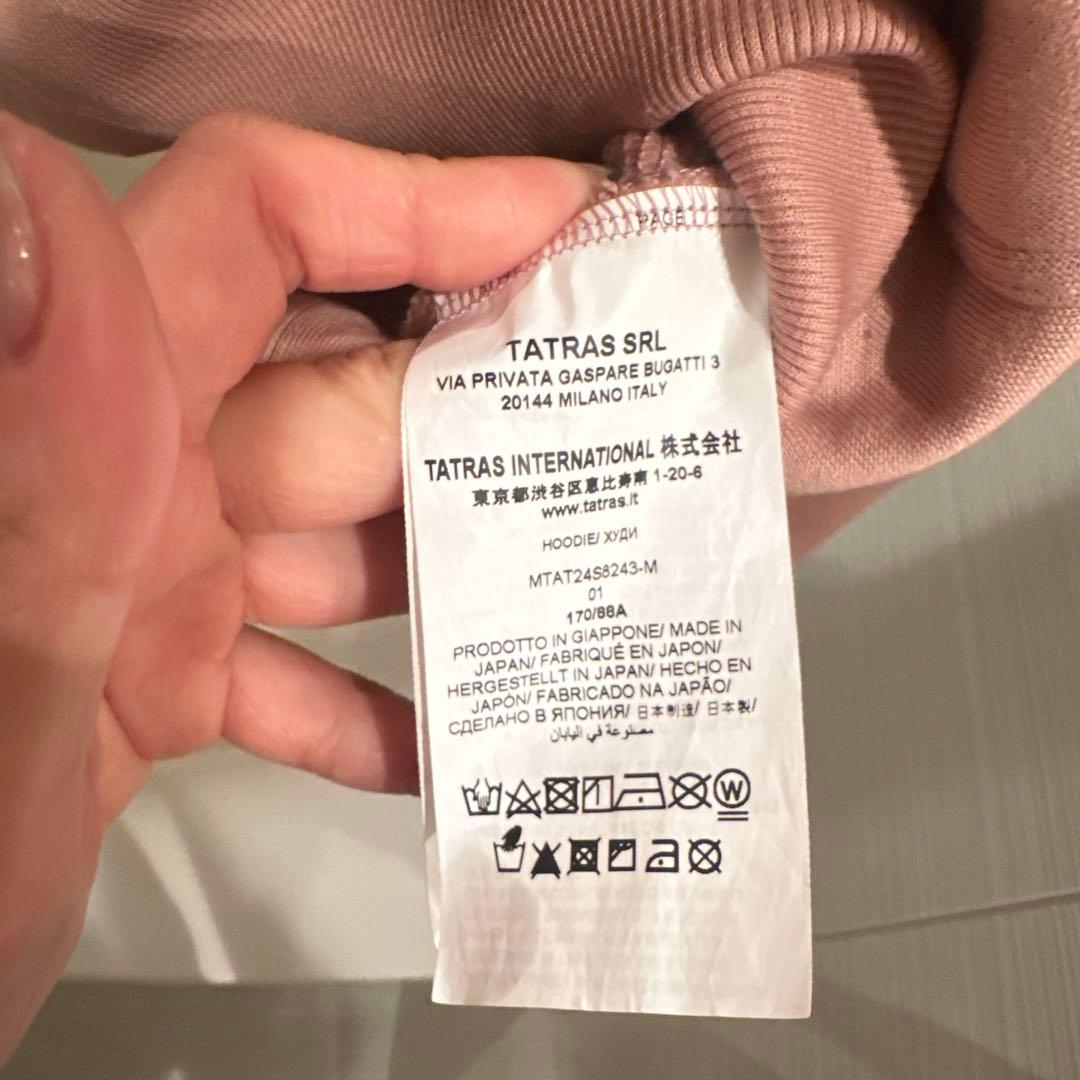 PAGE
TATRAS SRL
VIA PRIVATA GASPARE BUGATTI 3
20144 MILANO ITALY
TATRAS INTERNATIONAL 株式会社
東京都渋谷区恵比寿南 1-20-6
www.tatras.it
HOODIE/ ХУДИ
MTAT24S8243-M
01
170/88A
PRODOTTO IN GIAPPONE/ MADE IN
JAPAN/ FABRIQUÉ EN JAPON/
HERGESTELLT IN JAPAN/ HECHO EN
JAPÓN/ FABRICADO NA JAPÃO/
СДЕЛАНО В ЯПОНИЯ/ 日本制造/ 日本製/
مصنوعة في اليابان
W